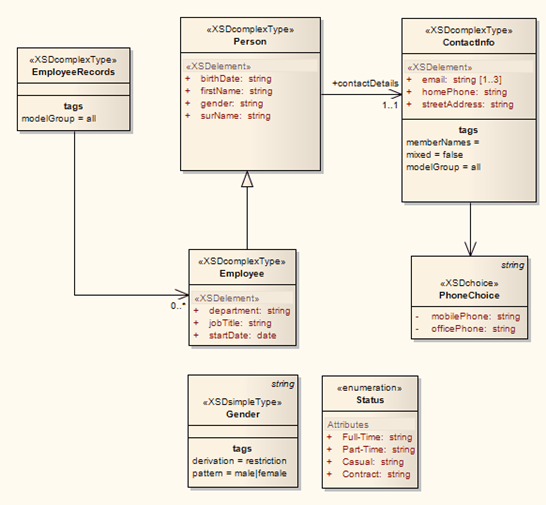 «XSDcomplexType»
EmployeeRecords
tags
modelGroup = all
«XSDcomplexType»
Person
«XSDelement»
+ birthDate: string
+ firstName: string
+ gender: string
+ surName: string
+contactDetails
1..1
«XSDcomplexType»
ContactInfo
«XSDelement»
+ email: string [1..3]
+ homePhone: string
+ streetAddress: string
tags
memberNames =
mixed = false
modelGroup = all
0..*
«XSDcomplexType»
Employee
«XSDelement»
+ department: string
+ jobTitle: string
+ startDate: date
string
«XSDchoice»
PhoneChoice
- mobilePhone: string
- officePhone: string
string
«XSDsimpleType»
Gender
tags
derivation = restriction
pattern = male|female
«enumeration»
Status
Attributes
+ Full-Time: string
+ Part-Time: string
+ Casual: string
+ Contract: string